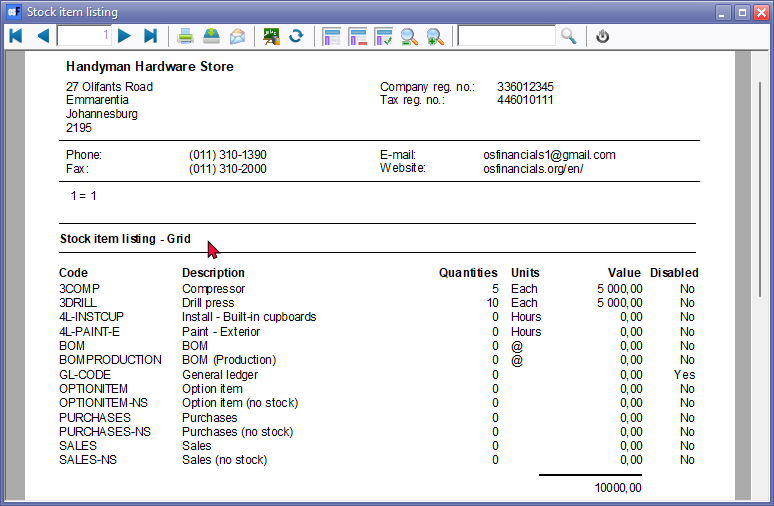 Stock item listing
1
Handyman Hardware Store
27 Olifants Road Company reg. no.: 336012345
Emmarentia Tax reg. no.: 446010111
Johannesburg
2195
Phone: (011) 310-1390 E-mail: osfinancials1@gmail.com
Fax: (011) 310-2000 Website: osfinancials.org/en/
1 = 1
Stock item listing - Grid
Code Description Quantities Units Value Disabled
3COMP Compressor 5 Each 5 000,00 No
3DRILL Drill press 10 Each 5 000,00 No
4L-INSTCUP Install - Built-in cupboards 0 Hours 0,00 No
4L-PAINT-E Paint - Exterior 0 Hours 0,00 No
BOM BOM 0 @ 0,00 No
BOMPRODUCTION BOM (Production) 0 @ 0,00 No
GL-CODE General ledger 0 0,00 Yes
OPTIONITEM Option item 0 0,00 No
OPTIONITEM-NS Option item (no stock) 0 0,00 No
PURCHASES Purchases 0 0,00 No
PURCHASES-NS Purchases (no stock) 0 0,00 No
SALES Sales 0 0,00 No
SALES-NS Sales (no stock) 0 0,00 No
10000,00